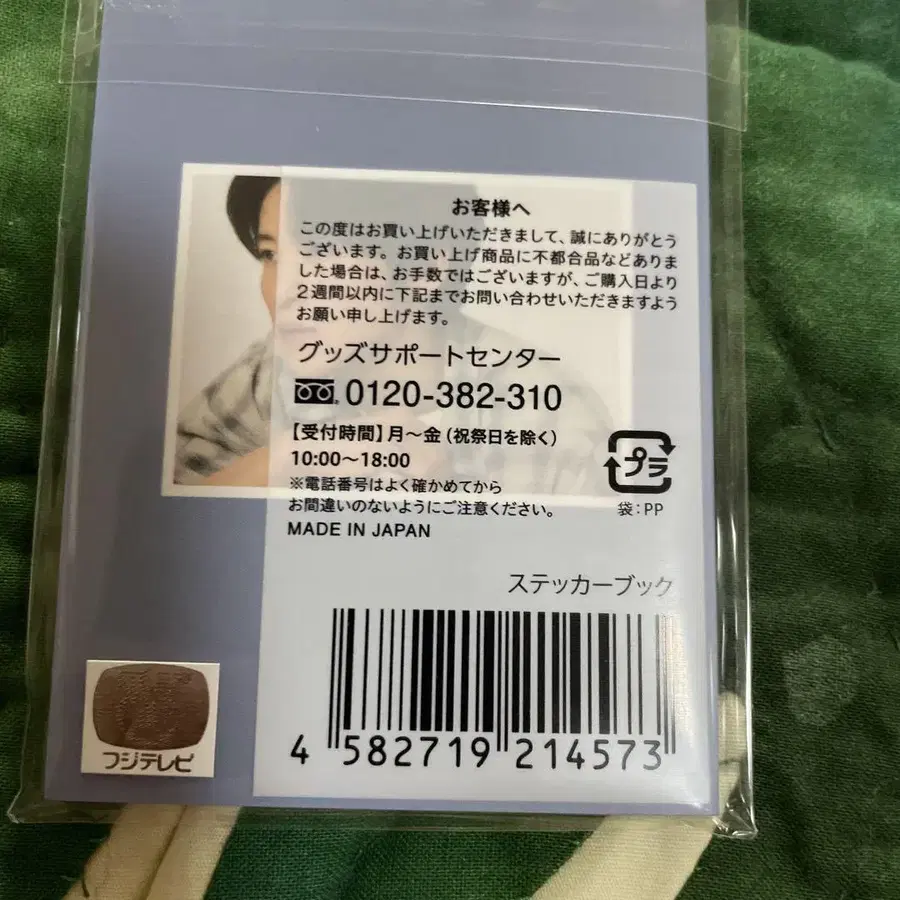 お客様へ
この度はお買い上げいただきまして、誠にありがとう
ございます。お買い上げ商品に不都合品などありま
した場合は、お手数ではございますが、ご購入日より
2週間以内に下記までお問い合わせいただきますよう
お願い申し上げます。
グッズサポートセンター
0120-382-310
【受付時間】月〜金(祝祭日を除く)
10:00〜18:00
※電話番号はよく確かめてから
お間違いのないようにご注意ください。
MADE IN JAPAN
プラ
袋:PP
ステッカーブック
4 582719 214573
フジテレビ